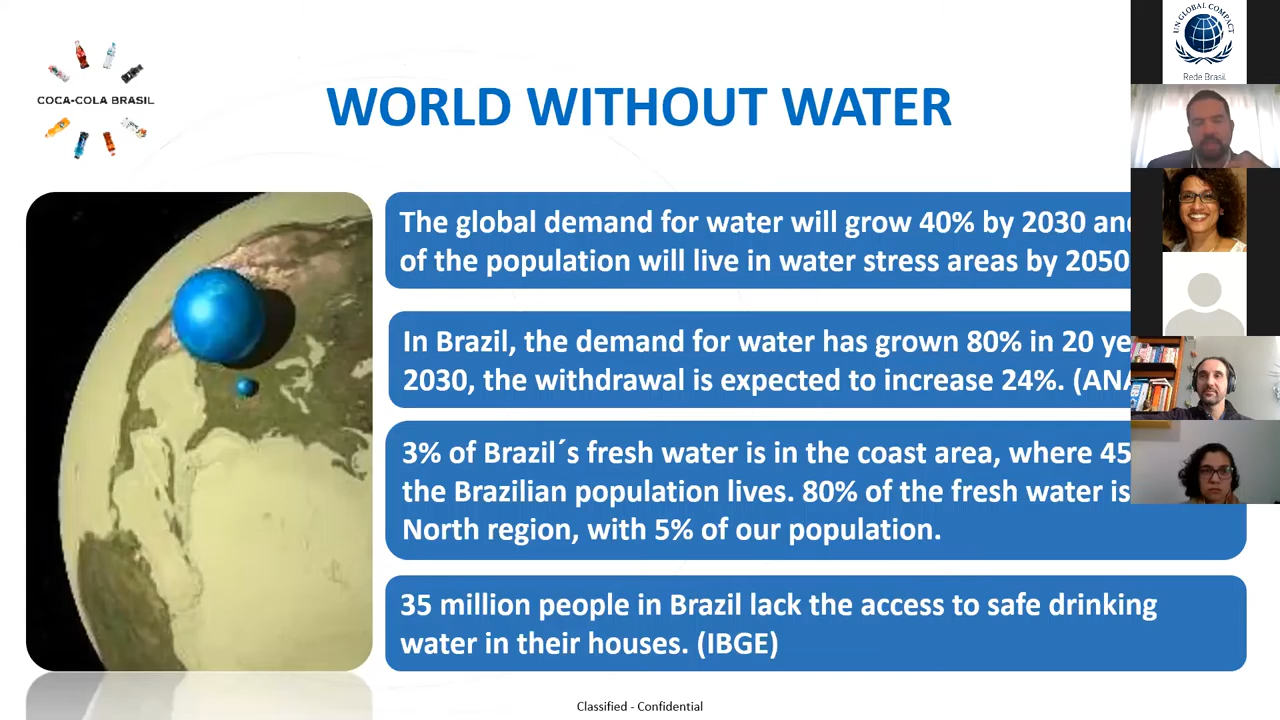 UN GLOBAL COMPACT
Rede Brasil
COCA-COLA BRASIL
WORLD WITHOUT WATER
The global demand for water will grow 40% by 2030
of the population will live in water stress areas by 2050
In Brazil, the demand for water has grown 80% in 20
2030, the withdrawal is expected to increase 24%.
3% of Brazil´s fresh water is in the coast area, where 45
the Brazilian population lives. 80% of the fresh water is
North region, with 5% of our population.
35 million people in Brazil lack the access to safe drinking
water in their houses. (IBGE)
Classified - Confidential